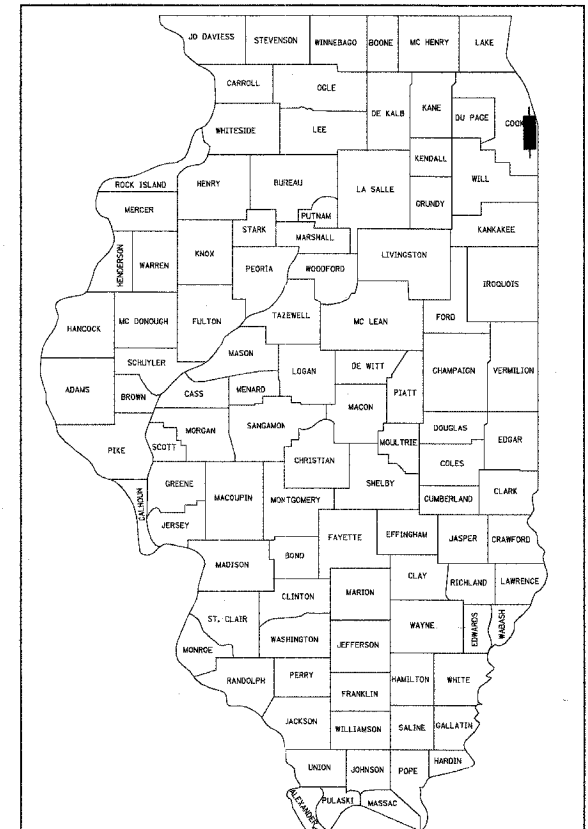 JO DAVIESS
STEVENSON
WINNEBAGO
BOONE
MC HENRY
LAKE
CARROLL
OGLE
DE KALB
KANE
DU PAGE
COOK
WHITESIDE
LEE
KENDALL
WILL
ROCK ISLAND
HENRY
BUREAU
LA SALLE
GRUNDY
MERCER
PUTNAM
KANKAKEE
HENDERSON
WARREN
KNOX
STARK
MARSHALL
PEORIA
WOODFORD
LIVINGSTON
IROQUOIS
HANCOCK
MC DONOUGH
FULTON
TAZEWELL
MC LEAN
FORD
SCHUYLER
MASON
ADAMS
BROWN
CASS
MENARD
LOGAN
DE WITT
PIATT
CHAMPAIGN
VERMILION
MACON
PIKE
SCOTT
MORGAN
SANGAMON
CHRISTIAN
MOULTRIE
DOUGLAS
EDGAR
COLES
CALHOUN
GREENE
MACOUPIN
MONTGOMERY
SHELBY
CUMBERLAND
CLARK
JERSEY
FAYETTE
EFFINGHAM
JASPER
CRAWFORD
BOND
MADISON
CLINTON
MARION
CLAY
RICHLAND
LAWRENCE
ST. CLAIR
WASHINGTON
JEFFERSON
WAYNE
EDWARDS
WABASH
MONROE
RANDOLPH
PERRY
FRANKLIN
HAMILTON
WHITE
JACKSON
WILLIAMSON
SALINE
GALLATIN
UNION
JOHNSON
POPE
HARDIN
ALEXANDER
PULASKI
MASSAC